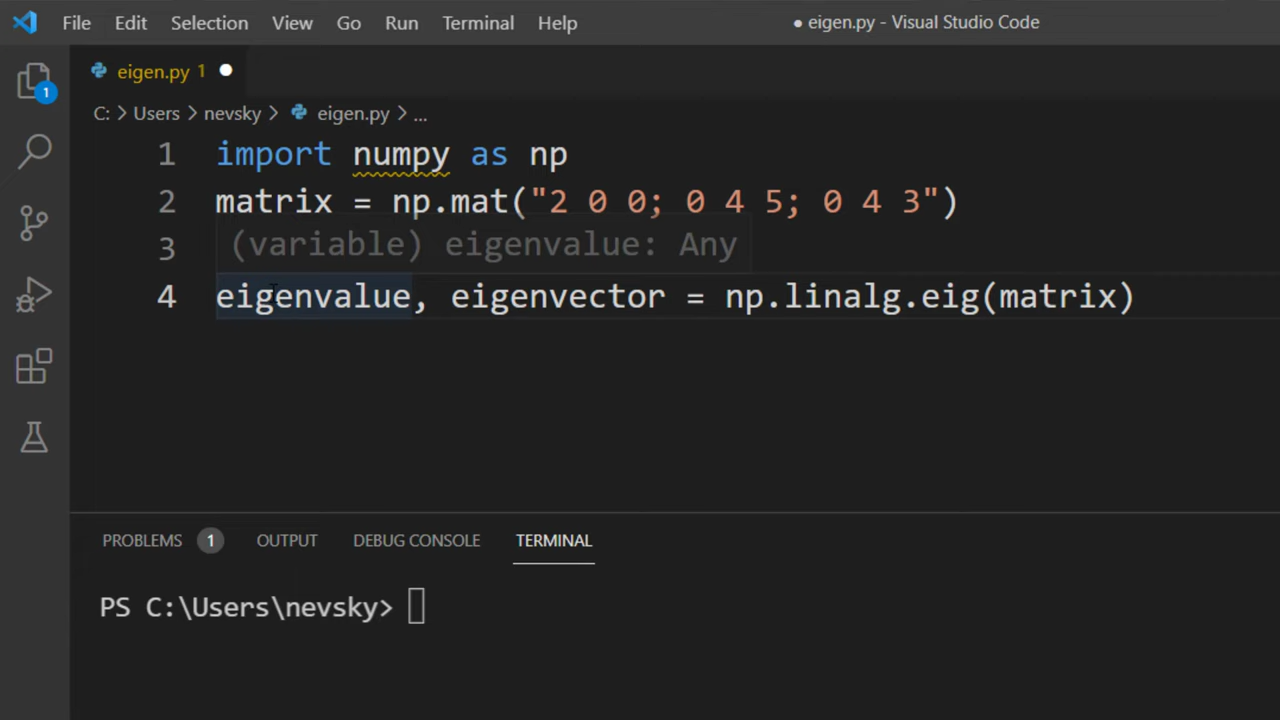 File Edit Selection View Go Run Terminal Help ● eigen.py - Visual Studio Code
eigen.py 1
1
C: > Users > nevsky > eigen.py > ...
1 import numpy as np
2 matrix = np.mat("2 0 0; 0 4 5; 0 4 3")
3 (variable) eigenvalue: Any
4 eigenvalue, eigenvector = np.linalg.eig(matrix)
PROBLEMS 1 OUTPUT DEBUG CONSOLE TERMINAL
PS C:\Users\nevsky>